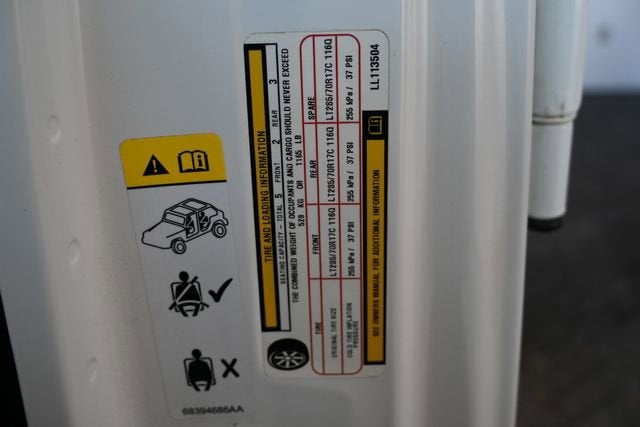 TIRE AND LOADING INFORMATION
SEATING CAPACITY - TOTAL 5 FRONT 2 REAR 3
THE COMBINED WEIGHT OF OCCUPANTS AND CARGO SHOULD NEVER EXCEED
528 KG OR 1165 LB
TIRE FRONT REAR SPARE
ORIGINAL TIRE SIZE LT285/70R17C 116Q LT285/70R17C 116Q LT285/70R17C 116Q
COLD TIRE INFLATION PRESSURE 255 kPa / 37 PSI 255 kPa / 37 PSI 255 kPa / 37 PSI
SEE OWNERS MANUAL FOR ADDITIONAL INFORMATION
LL113504
68394686AA